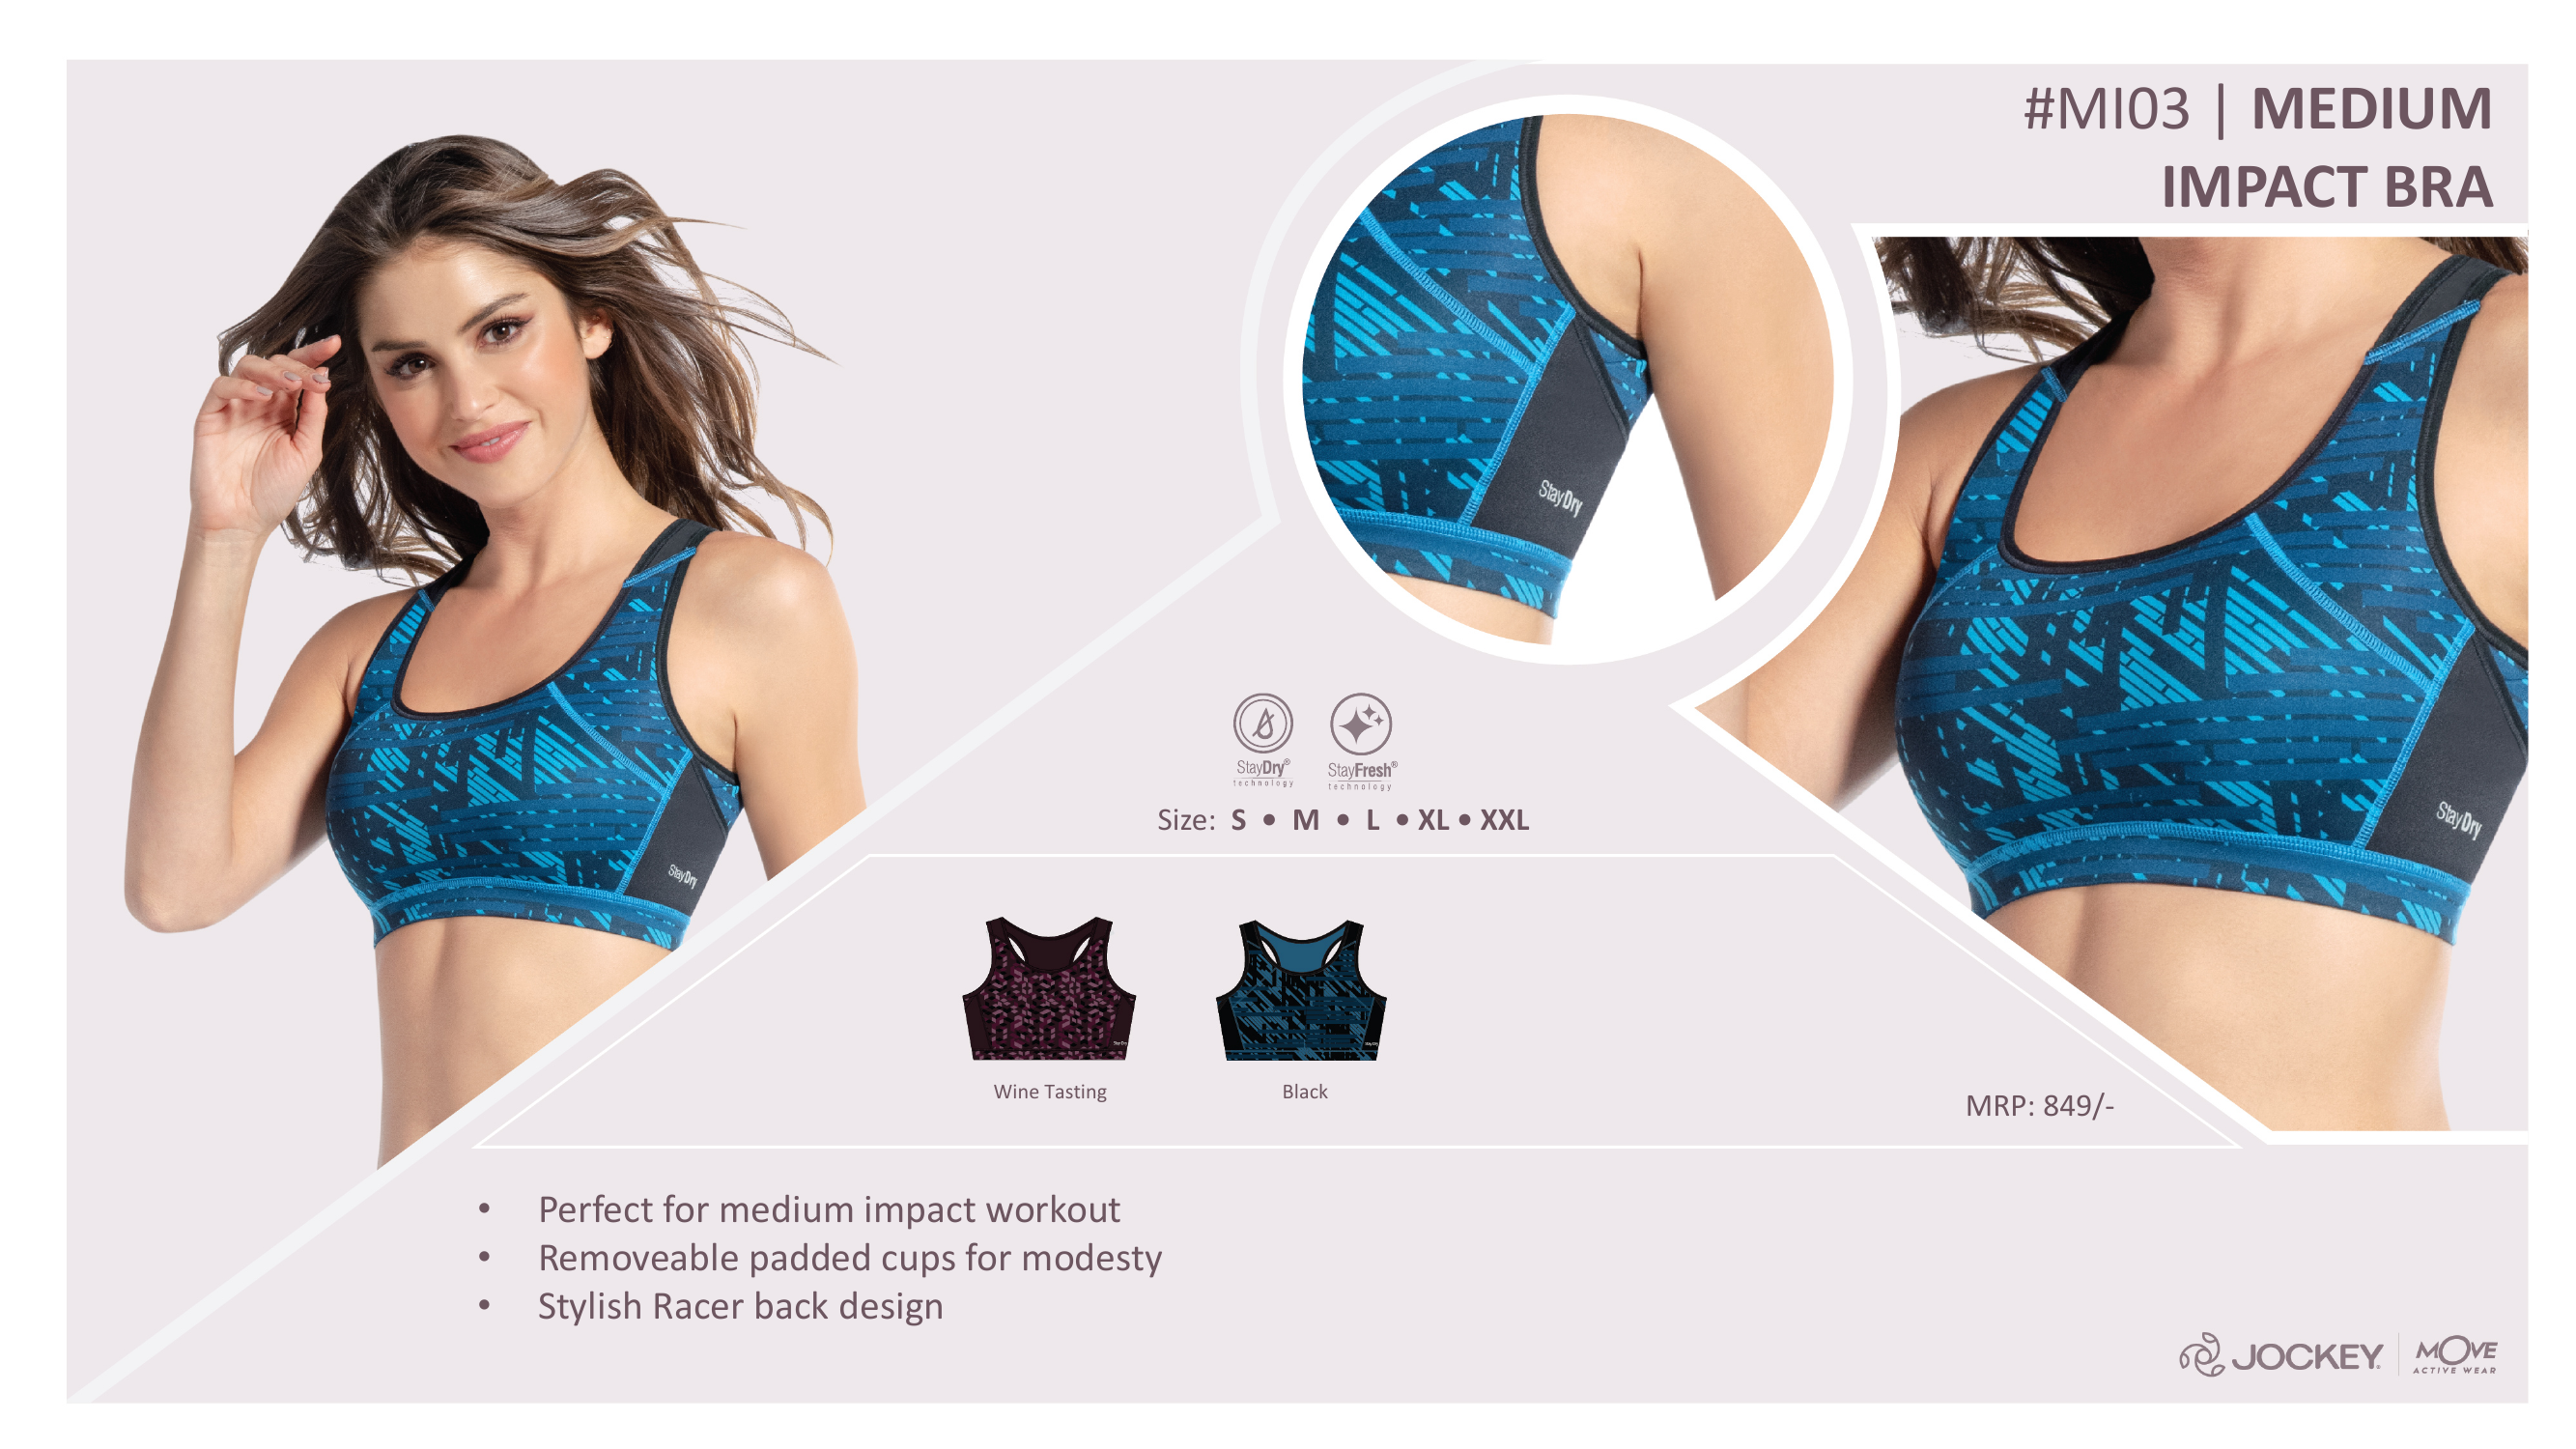 #MI03 | MEDIUM
IMPACT BRA
StayDry
StayDry
StayDry
StayDry®
technology
StayFresh®
technology
Size: S • M • L • XL • XXL
Wine Tasting
Black
MRP: 849/-
• Perfect for medium impact workout
• Removeable padded cups for modesty
• Stylish Racer back design
JOCKEY
MOVE
ACTIVE WEAR